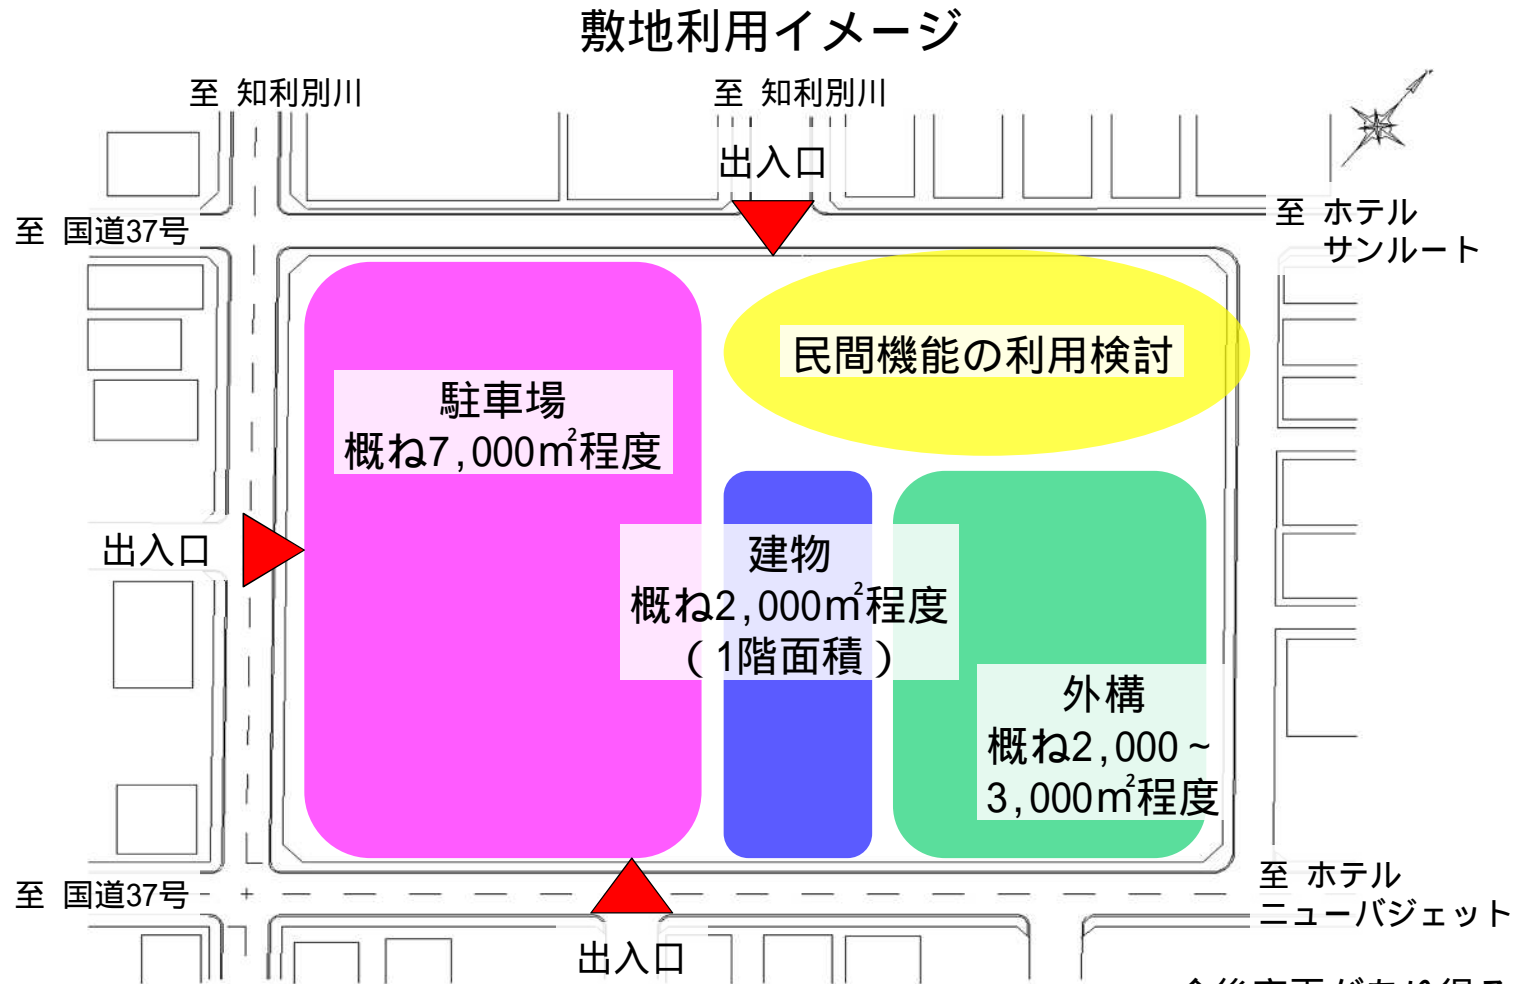 敷地利用イメージ
至 知利別川
至 知利別川
出入口
至 国道37号
至 ホテル
サンルート
民間機能の利用検討
駐車場
概ね7,000㎡程度
出入口
建物
概ね2,000㎡程度
（1階面積）
外構
概ね2,000～
3,000㎡程度
至 国道37号
至 ホテル
ニューバジェット
出入口